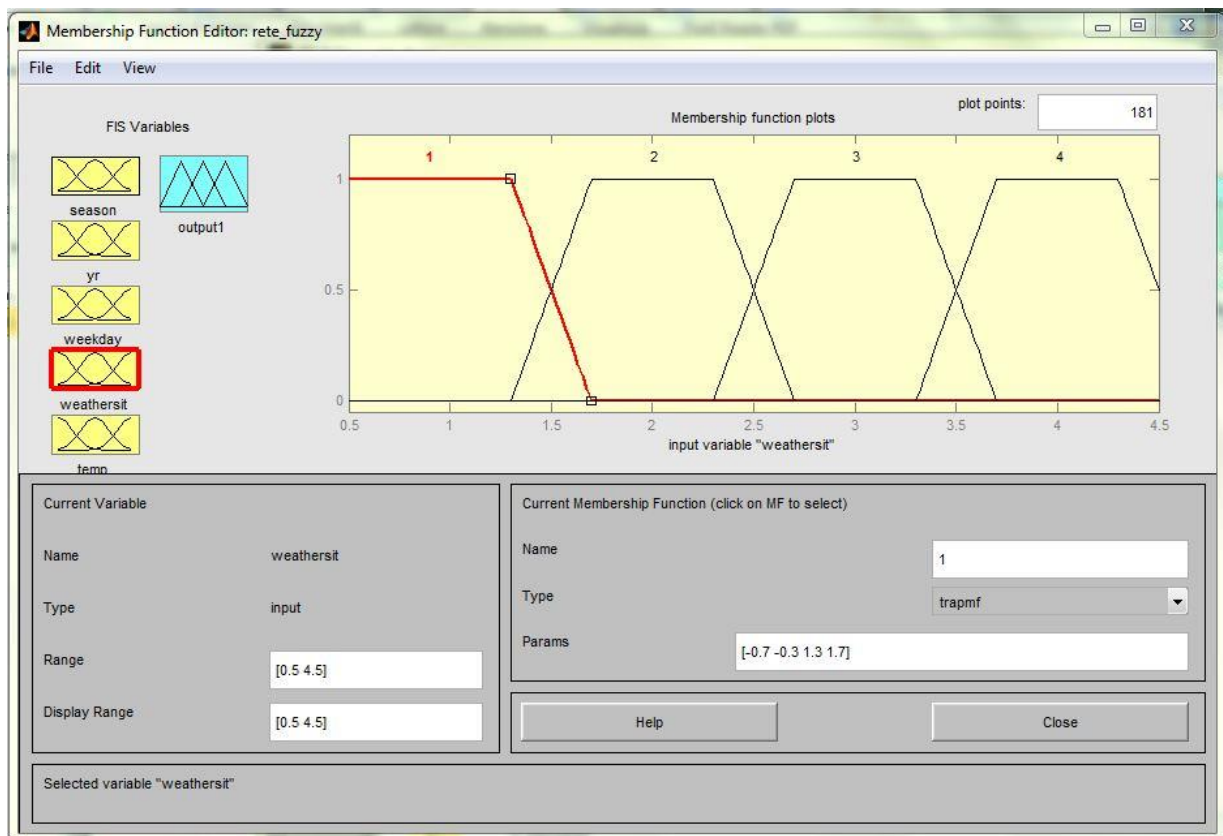 Membership Function Editor: rete_fuzzy
File Edit View
FIS Variables
season
yr
weekday
weathersit
temp
output1
Membership function plots
plot points:
181
1 2 3 4
1
0.5
0
0.5 1 1.5 2 2.5 3 3.5 4 4.5
input variable "weathersit"
Current Variable
Name weathersit
Type input
Range [0.5 4.5]
Display Range [0.5 4.5]
Current Membership Function (click on MF to select)
Name 1
Type trapmf
Params [-0.7 -0.3 1.3 1.7]
Help Close
Selected variable "weathersit"